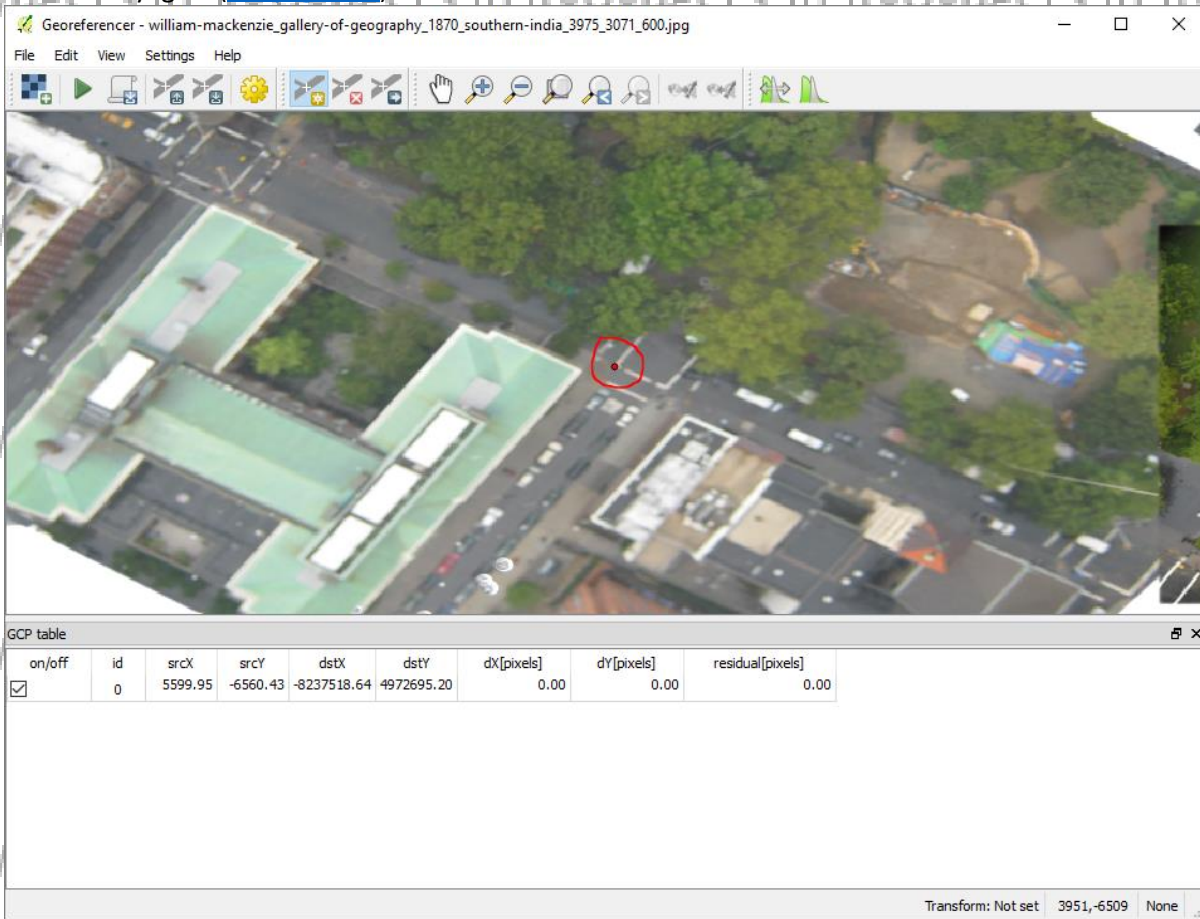 Georeferencer - william-mackenzie_gallery-of-geography_1870_southern-india_3975_3071_600.jpg
File Edit View Settings Help
GCP table
on/off id srcX srcY dstX dstY dX[pixels] dY[pixels] residual[pixels]
0 5599.95 -6560.43 -8237518.64 4972695.20 0.00 0.00 0.00
Transform: Not set 3951,-6509 None